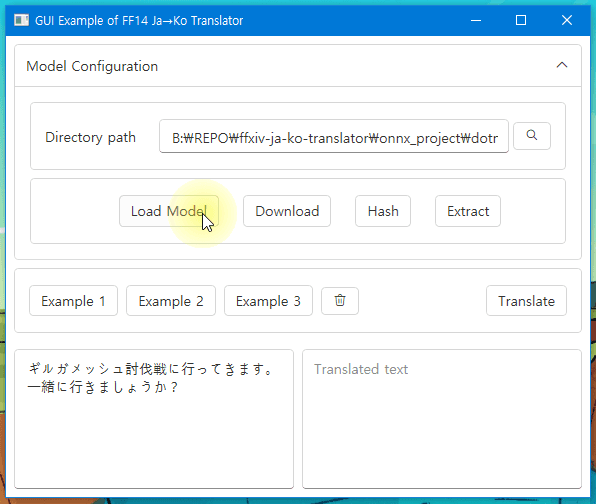 GUI Example of FF14 Ja→Ko Translator
Model Configuration
Directory path
B:₩REPO₩ffxiv-ja-ko-translator₩onnx_project₩dotn
Load Model
Download
Hash
Extract
Example 1
Example 2
Example 3
Translate
ギルガメッシュ討伐戦に行ってきます。
一緒に行きましょうか？
Translated text